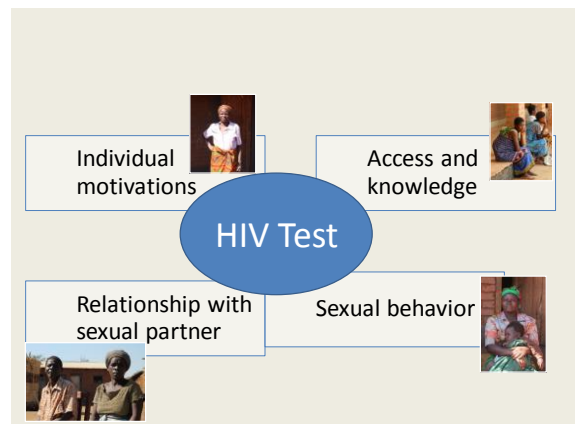 Individual
motivations
Access and
knowledge
HIV Test
Relationship with
sexual partner
Sexual behavior